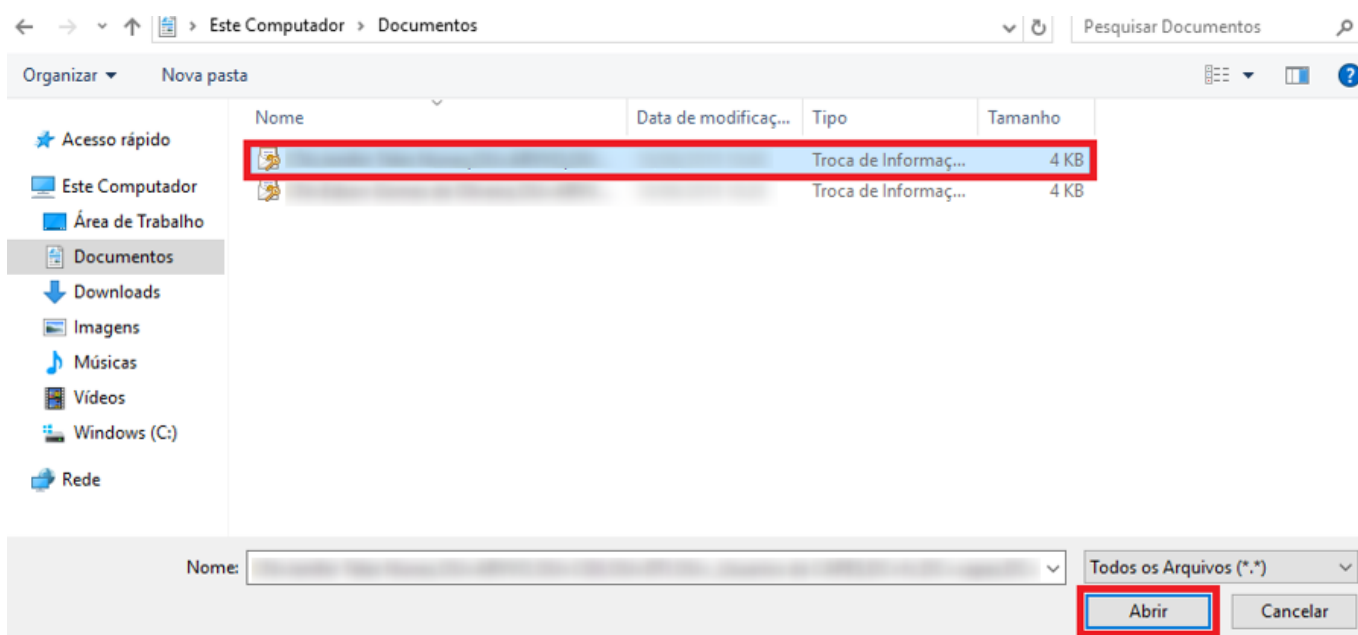 Este Computador > Documentos
Pesquisar Documentos
Organizar
Nova pasta
Nome
Data de modificaç...
Tipo
Tamanho
Acesso rápido
Este Computador
Área de Trabalho
Documentos
Downloads
Imagens
Músicas
Vídeos
Windows (C:)
Rede
Troca de Informaç...
4 KB
Troca de Informaç...
4 KB
Nome:
Todos os Arquivos (*.*)
Abrir
Cancelar